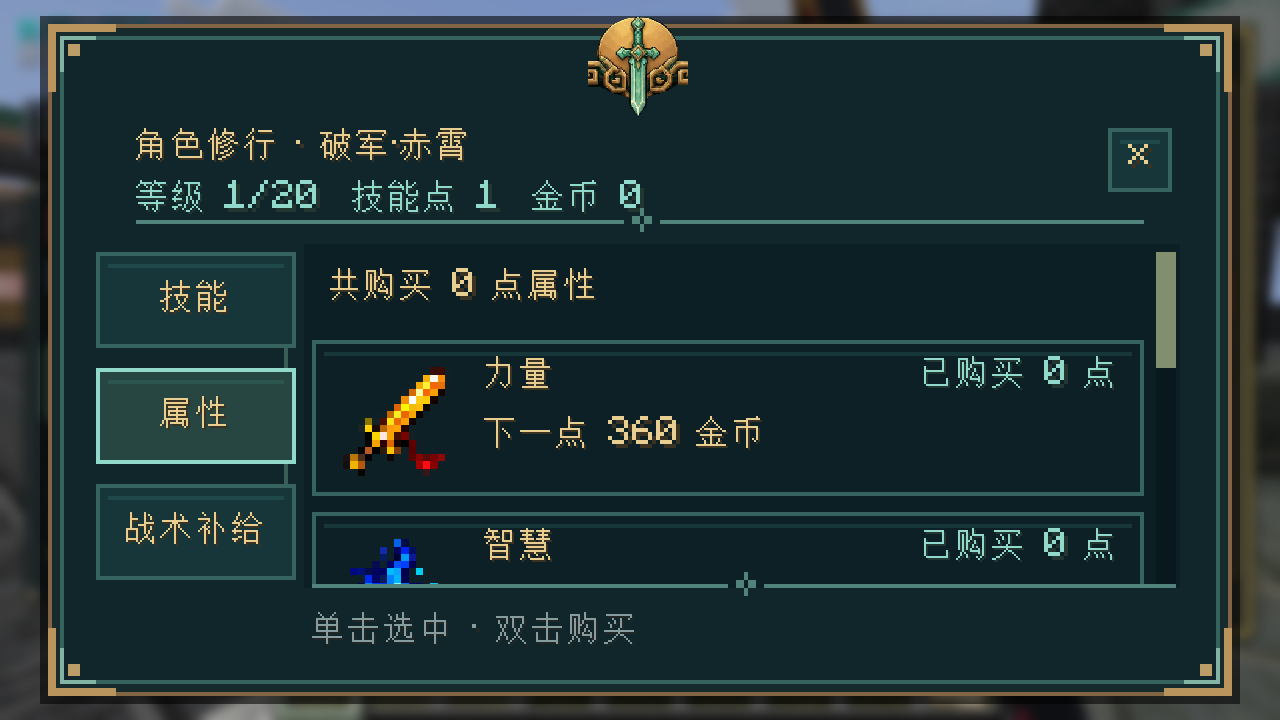 角色修行 · 破军·赤霄
×
等级 1/20 技能点 1 金币 0
技能
属性
战术补给
共购买 0 点属性
力量
已购买 0 点
下一点 360 金币
智慧
已购买 0 点
单击选中 · 双击购买